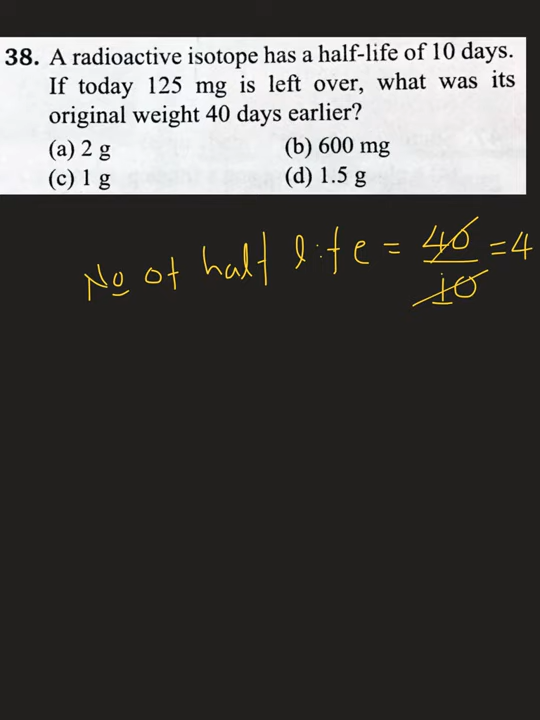 38. A radioactive isotope has a half-life of 10 days.
If today 125 mg is left over, what was its
original weight 40 days earlier?
(a) 2 g (b) 600 mg
(c) 1 g (d) 1.5 g
No of half life = 40/10 = 4